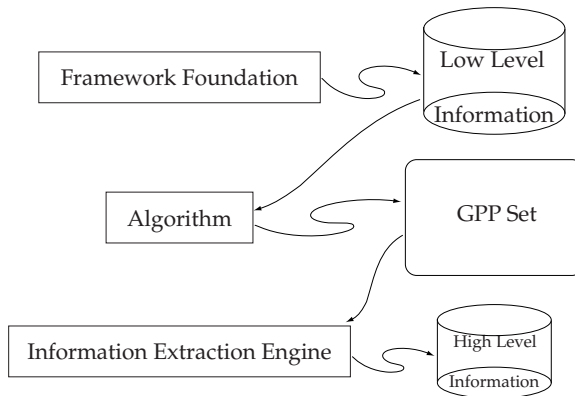 Framework Foundation
Low Level
Information
Algorithm
GPP Set
Information Extraction Engine
High Level
Information